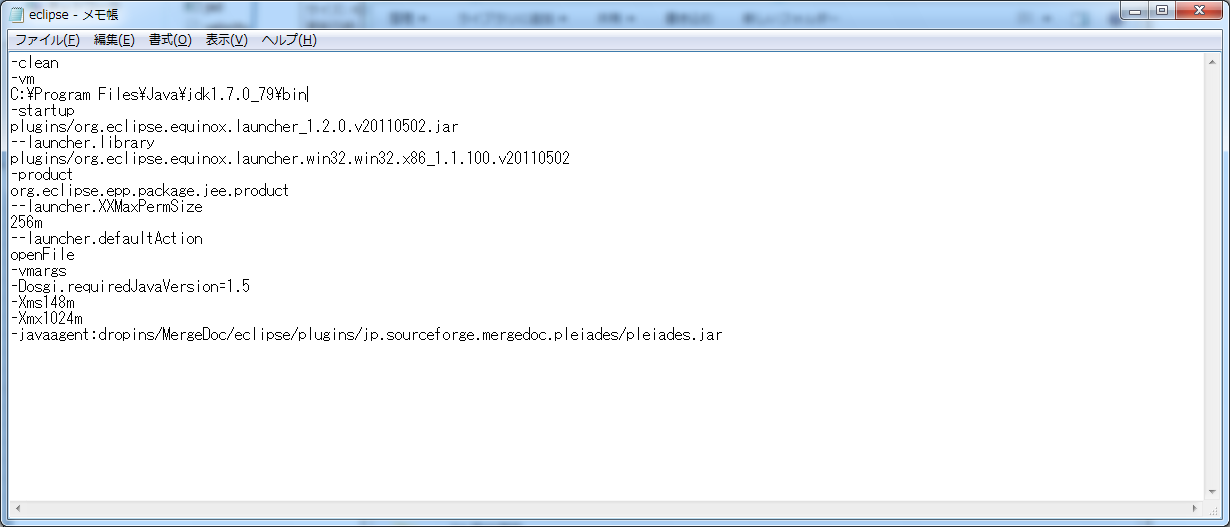 eclipse - メモ帳
ファイル(F) 編集(E) 書式(O) 表示(V) ヘルプ(H)
-clean
-vm
C:¥Program Files¥Java¥jdk1.7.0_79¥bin
-startup
plugins/org.eclipse.equinox.launcher_1.2.0.v20110502.jar
--launcher.library
plugins/org.eclipse.equinox.launcher.win32.win32.x86_1.1.100.v20110502
-product
org.eclipse.epp.package.jee.product
--launcher.XXMaxPermSize
256m
--launcher.defaultAction
openFile
-vmargs
-Dosgi.requiredJavaVersion=1.5
-Xms148m
-Xmx1024m
-javaagent:dropins/MergeDoc/eclipse/plugins/jp.sourceforge.mergedoc.pleiades/pleiades.jar